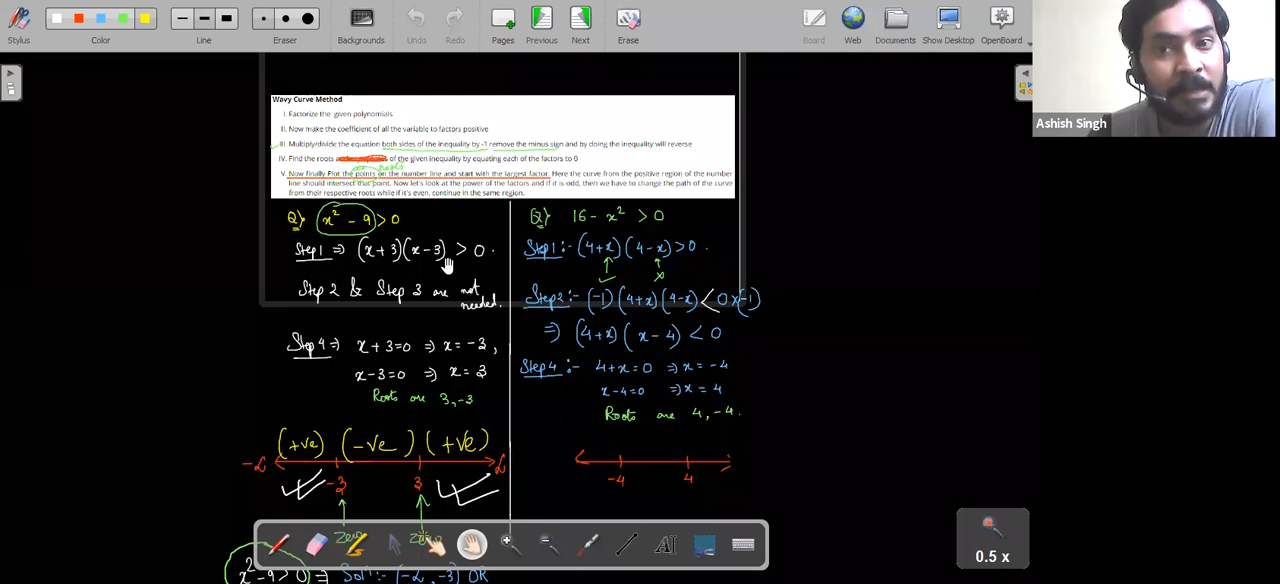 Stylus
Color
Line
Eraser
Backgrounds
Undo
Redo
Pages
Previous
Next
Erase
Board
Web
Documents
Show Desktop
OpenBoard
Ashish Singh
Wavy Curve Method
I. Factorize the given polynomials
II. Now make the coefficient of all the variable to factors positive
III. Multiply/divide the equation both sides of the inequality by -1 remove the minus sign and by doing the inequality will reverse
IV. Find the roots of the given inequality by equating each of the factors to 0
roots
V. Now finally Plot the points on the number line and start with the largest factor. Here the curve from the positive region of the number
line should intersect that point. Now let's look at the power of the factors and if it is odd, then we have to change the path of the curve
from their respective roots while if it's even, continue in the same region.
Q) x² - 9 > 0
Step 1 ⇒ (x+3)(x-3) > 0.
Step 2 & Step 3 are not
needed.
Step 4 ⇒ x+3=0 ⇒ x=-3,
x-3=0 ⇒ x=3
Roots are 3,-3
(+ve) (-ve) (+ve)
-3 3
Zero
x²-9>0 ⇒ Solⁿ:- (-∞, -3) OR
Q) 16 - x² > 0
Step 1:- (4+x)(4-x) > 0.
Step 2:- (-1)(4+x)(4-x) < 0×(-1)
⇒ (4+x)(x-4) < 0
Step 4:- 4+x=0 ⇒ x=-4
x-4=0 ⇒ x=4
Roots are 4,-4.
-4 4
0.5 x